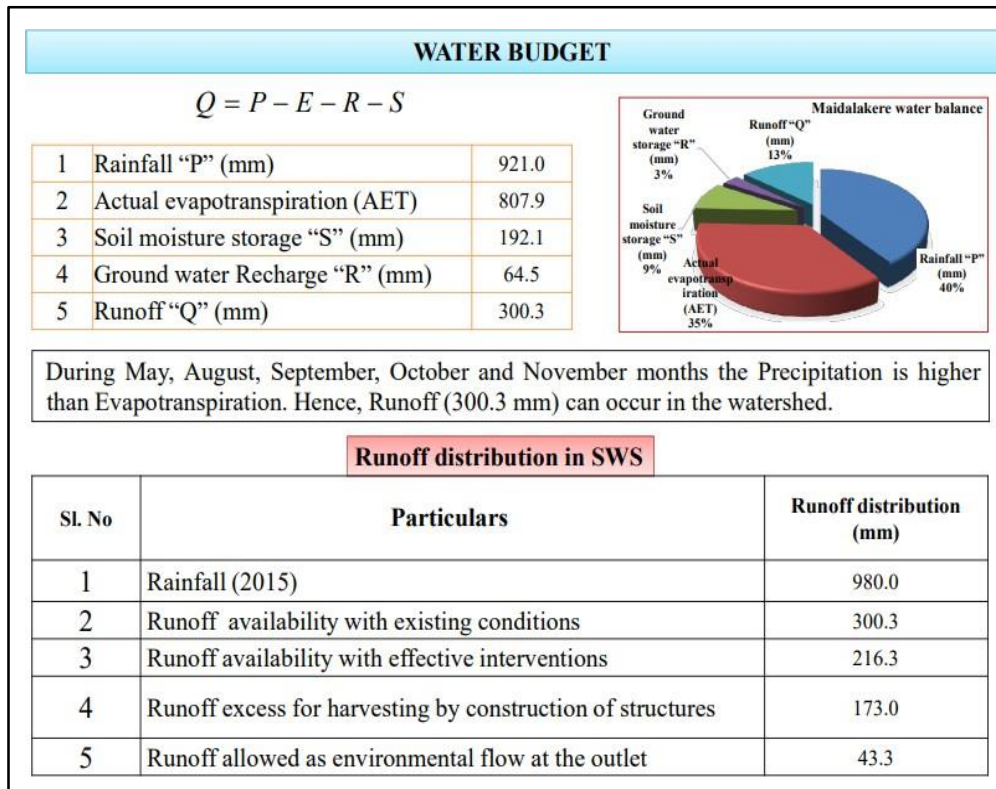 WATER BUDGET
Q = P – E – R – S
1 Rainfall “P” (mm) 921.0
2 Actual evapotranspiration (AET) 807.9
3 Soil moisture storage “S” (mm) 192.1
4 Ground water Recharge “R” (mm) 64.5
5 Runoff “Q” (mm) 300.3
Maidalakere water balance
Ground
water
storage “R”
(mm)
3%
Runoff “Q”
(mm)
13%
Soil
moisture
storage “S”
(mm)
9%
Actual
evapotransp
iration
(AET)
35%
Rainfall “P”
(mm)
40%
During May, August, September, October and November months the Precipitation is higher
than Evapotranspiration. Hence, Runoff (300.3 mm) can occur in the watershed.
Runoff distribution in SWS
Sl. No Particulars Runoff distribution
(mm)
1 Rainfall (2015) 980.0
2 Runoff availability with existing conditions 300.3
3 Runoff availability with effective interventions 216.3
4 Runoff excess for harvesting by construction of structures 173.0
5 Runoff allowed as environmental flow at the outlet 43.3